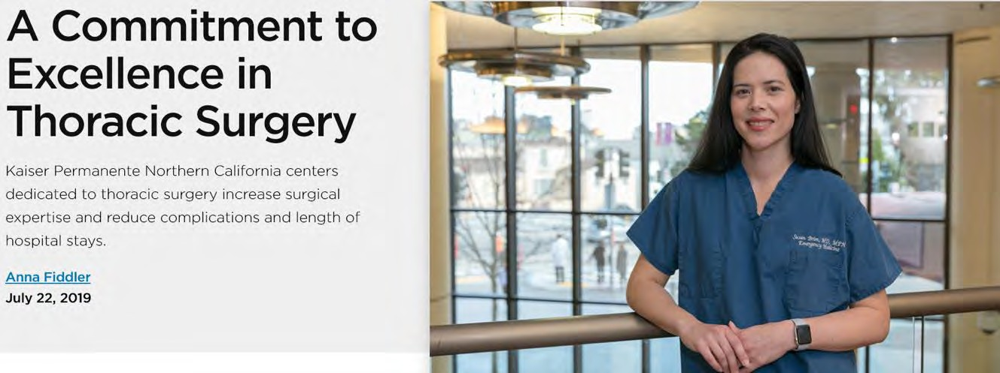 A Commitment to
Excellence in
Thoracic Surgery
Kaiser Permanente Northern California centers
dedicated to thoracic surgery increase surgical
expertise and reduce complications and length of
hospital stays.
Anna Fiddler
July 22, 2019
Susan Brim, MD, MPH
Emergency Medicine